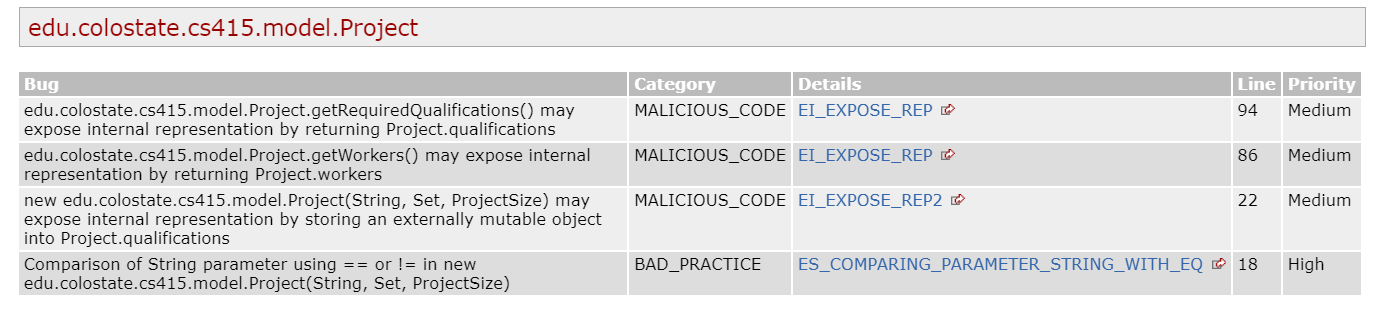 edu.colostate.cs415.model.Project
Bug Category Details Line Priority
edu.colostate.cs415.model.Project.getRequiredQualifications() may MALICIOUS_CODE EI_EXPOSE_REP 94 Medium
expose internal representation by returning Project.qualifications
edu.colostate.cs415.model.Project.getWorkers() may expose internal MALICIOUS_CODE EI_EXPOSE_REP 86 Medium
representation by returning Project.workers
new edu.colostate.cs415.model.Project(String, Set, ProjectSize) may MALICIOUS_CODE EI_EXPOSE_REP2 22 Medium
expose internal representation by storing an externally mutable object
into Project.qualifications
Comparison of String parameter using == or != in new BAD_PRACTICE ES_COMPARING_PARAMETER_STRING_WITH_EQ 18 High
edu.colostate.cs415.model.Project(String, Set, ProjectSize)